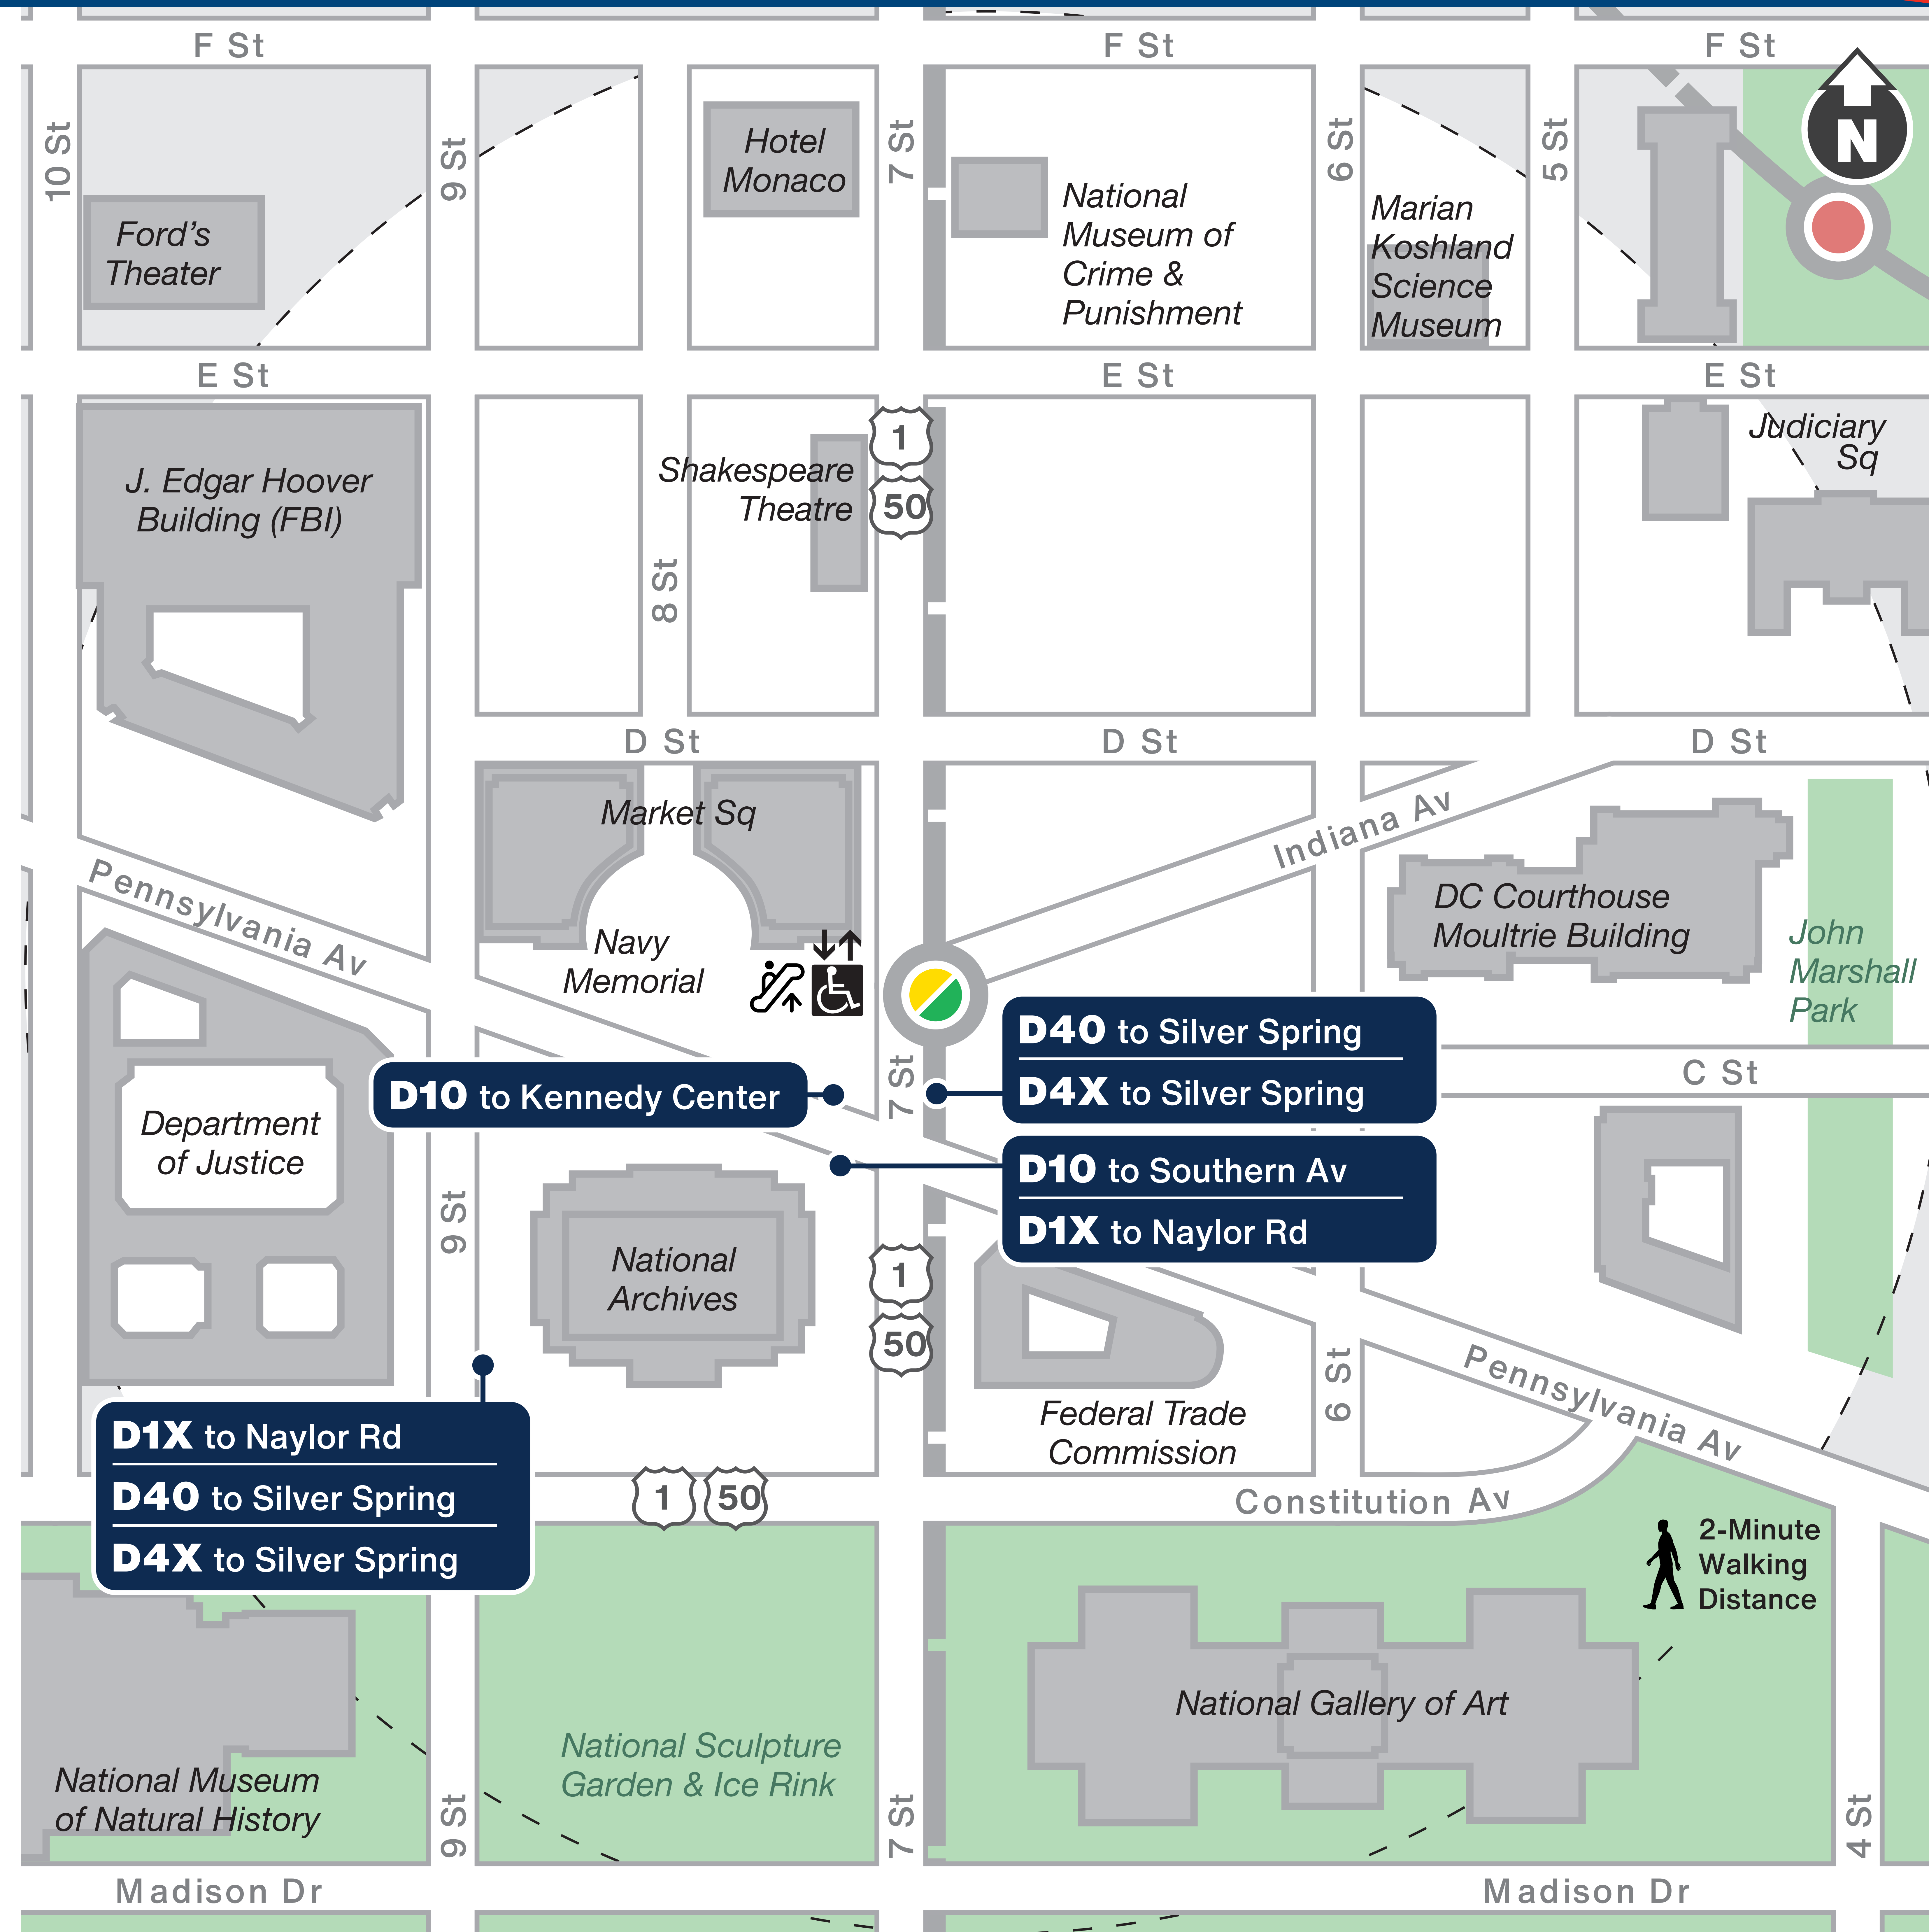 F St
F St
F St
10 St
9 St
7 St
6 St
5 St
N
Hotel
Monaco
National
Museum of
Crime &
Punishment
Marian
Koshland
Science
Museum
Ford's
Theater
E St
E St
E St
J. Edgar Hoover
Building (FBI)
Shakespeare
Theatre
1
50
Judiciary
Sq
8 St
D St
D St
D St
Market Sq
Indiana Av
Pennsylvania Av
DC Courthouse
Moultrie Building
John
Marshall
Park
Navy
Memorial
D40 to Silver Spring
D4X to Silver Spring
C St
7 St
D10 to Kennedy Center
Department
of Justice
D10 to Southern Av
D1X to Naylor Rd
9 St
National
Archives
1
50
6 St
Pennsylvania Av
Federal Trade
Commission
D1X to Naylor Rd
D40 to Silver Spring
D4X to Silver Spring
1
50
Constitution Av
2-Minute
Walking
Distance
National Gallery of Art
National Sculpture
Garden & Ice Rink
National Museum
of Natural History
9 St
7 St
4 St
Madison Dr
Madison Dr